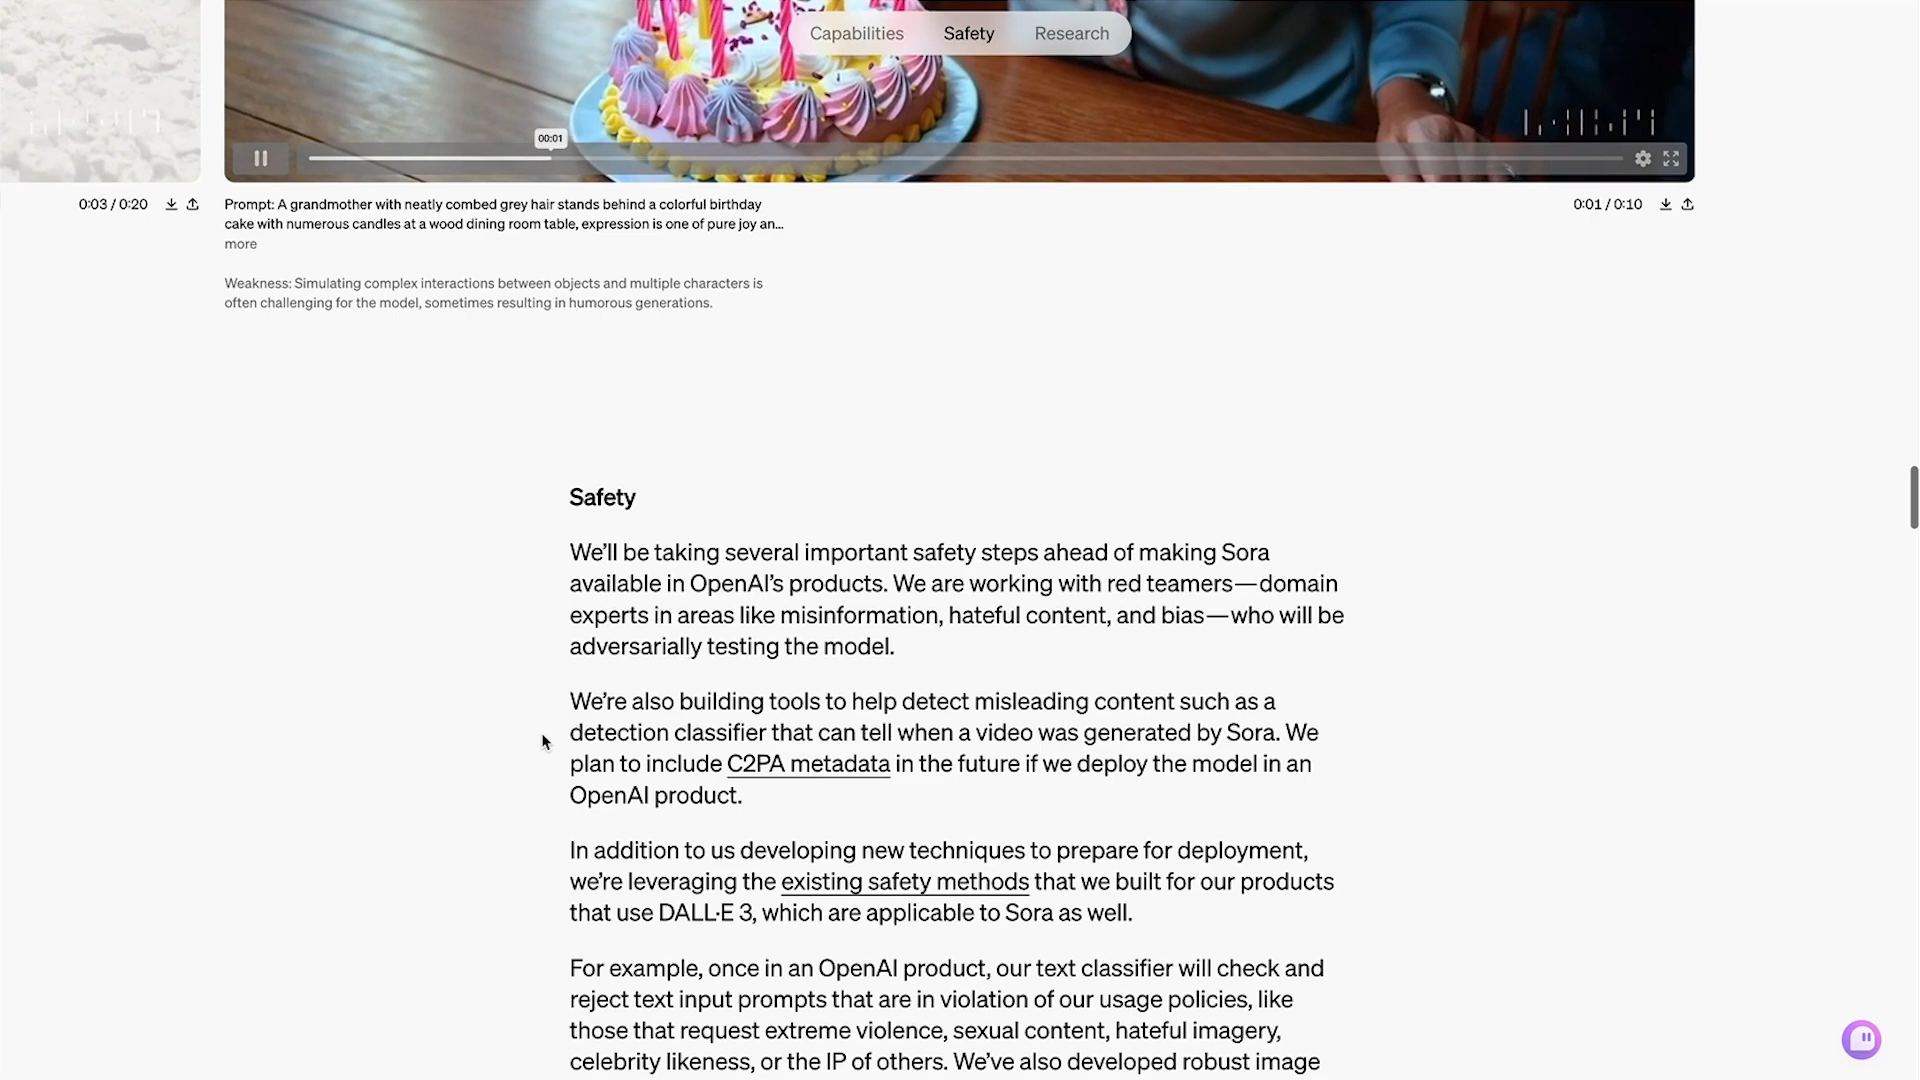 Capabilities
Safety
Research
00:01
0:03 / 0:20
Prompt: A grandmother with neatly combed grey hair stands behind a colorful birthday
cake with numerous candles at a wood dining room table, expression is one of pure joy an...
more
0:01 / 0:10
Weakness: Simulating complex interactions between objects and multiple characters is
often challenging for the model, sometimes resulting in humorous generations.
Safety
We’ll be taking several important safety steps ahead of making Sora
available in OpenAI’s products. We are working with red teamers—domain
experts in areas like misinformation, hateful content, and bias—who will be
adversarially testing the model.
We’re also building tools to help detect misleading content such as a
detection classifier that can tell when a video was generated by Sora. We
plan to include C2PA metadata in the future if we deploy the model in an
OpenAI product.
In addition to us developing new techniques to prepare for deployment,
we’re leveraging the existing safety methods that we built for our products
that use DALL·E 3, which are applicable to Sora as well.
For example, once in an OpenAI product, our text classifier will check and
reject text input prompts that are in violation of our usage policies, like
those that request extreme violence, sexual content, hateful imagery,
celebrity likeness, or the IP of others. We’ve also developed robust image